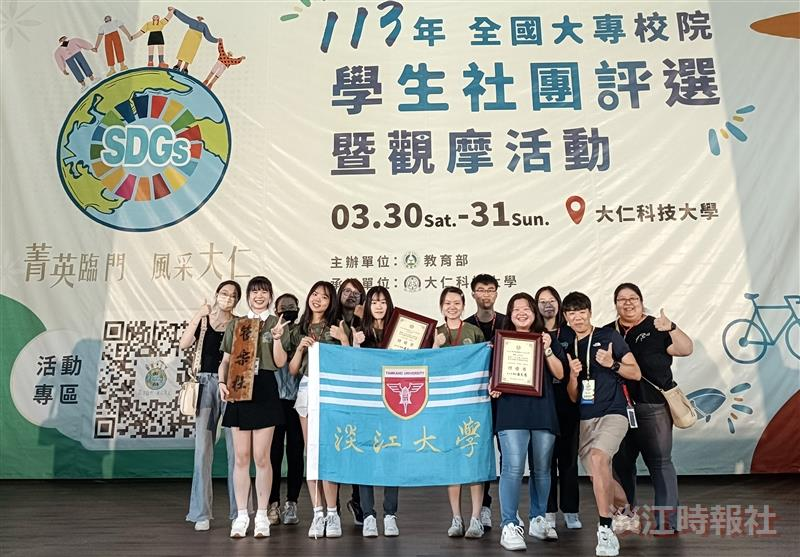 113年 全國大專校院
學生社團評選
暨觀摩活動
SDGs
03.30Sat.-31Sun.
大仁科技大學
菁英臨門 風采大仁
主辦單位： 教育部
單位： 大仁科 大學
活動
專區
TAMKANG UNIVERSITY
淡江大學
淡江時報社